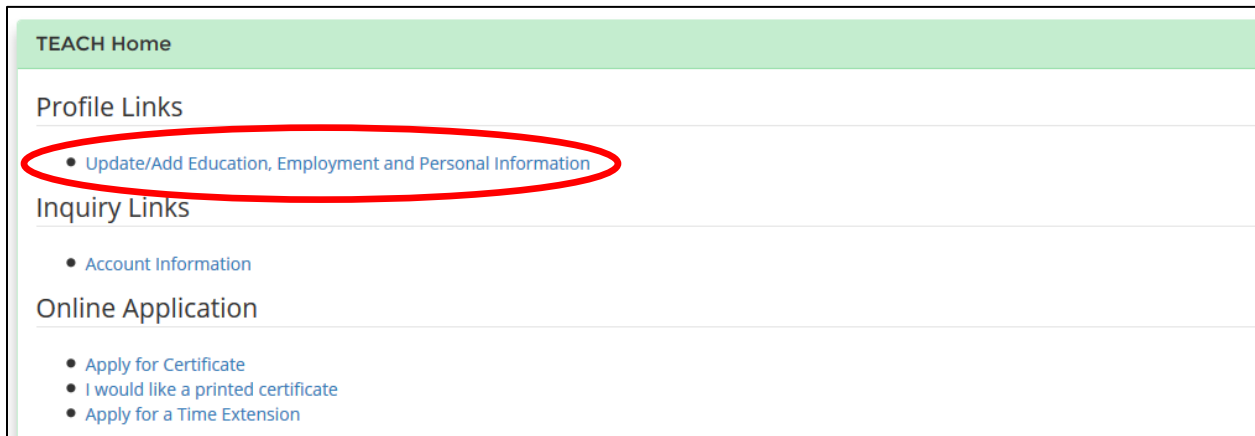 TEACH Home
Profile Links
Update/Add Education, Employment and Personal Information
Inquiry Links
Account Information
Online Application
Apply for Certificate
I would like a printed certificate
Apply for a Time Extension